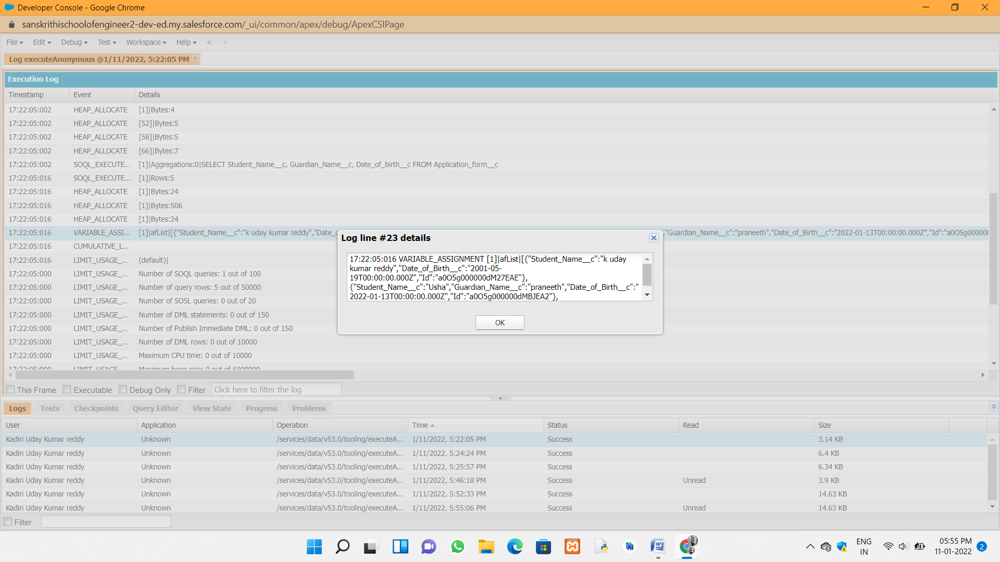 Developer Console - Google Chrome
sanskrithischoolofengineer2-dev-ed.my.salesforce.com/_ui/common/apex/debug/ApexCSIPage
File Edit Debug Test Workspace Help < >
Log executeAnonymous @1/11/2022, 5:22:05 PM
Execution Log
Timestamp Event Details
17:22:05:002 HEAP_ALLOCATE [1]|Bytes:4
17:22:05:002 HEAP_ALLOCATE [52]|Bytes:5
17:22:05:002 HEAP_ALLOCATE [58]|Bytes:5
17:22:05:002 HEAP_ALLOCATE [66]|Bytes:7
17:22:05:002 SOQL_EXECUTE... [1]|Aggregations:0|SELECT Student_Name__c, Guardian_Name__c, Date_of_birth__c FROM Application_form__c
17:22:05:016 SOQL_EXECUTE... [1]|Rows:5
17:22:05:016 HEAP_ALLOCATE [1]|Bytes:24
17:22:05:016 HEAP_ALLOCATE [1]|Bytes:506
17:22:05:016 HEAP_ALLOCATE [1]|Bytes:24
17:22:05:016 VARIABLE_ASSI... [1]|afList|[{"Student_Name__c":"k uday kumar reddy","Date_c ,"Guardian_Name__c":"praneeth","Date_of_Birth__c":"2022-01-13T00:00:00.000Z","Id":"a0O5g000000
17:22:05:016 CUMULATIVE_L...
17:22:05:016 LIMIT_USAGE_... (default)|
17:22:05:000 LIMIT_USAGE_... Number of SOQL queries: 1 out of 100
17:22:05:000 LIMIT_USAGE_... Number of query rows: 5 out of 50000
17:22:05:000 LIMIT_USAGE_... Number of SOSL queries: 0 out of 20
17:22:05:000 LIMIT_USAGE_... Number of DML statements: 0 out of 150
17:22:05:000 LIMIT_USAGE_... Number of Publish Immediate DML: 0 out of 150
17:22:05:000 LIMIT_USAGE_... Number of DML rows: 0 out of 10000
17:22:05:000 LIMIT_USAGE_... Maximum CPU time: 0 out of 10000
17:22:05:000 LIMIT_USAGE Maximum heap size: 0 out of 6000000
Log line #23 details
17:22:05:016 VARIABLE_ASSIGNMENT [1]|afList|[{"Student_Name__c":"k uday
kumar reddy","Date_of_Birth__c":"2001-05-
19T00:00:00.000Z","Id":"a0O5g000000dM27EAE"},
{"Student_Name__c":"Usha","Guardian_Name__c":"praneeth","Date_of_Birth__c":"
2022-01-13T00:00:00.000Z","Id":"a0O5g000000dMBJEA2"},
OK
This Frame Executable Debug Only Filter Click here to filter the log
Logs Tests Checkpoints Query Editor View State Progress Problems
User Application Operation Time Status Read Size
Kadiri Uday Kumar reddy Unknown /services/data/v53.0/tooling/executeA... 1/11/2022, 5:22:05 PM Success 3.14 KB
Kadiri Uday Kumar reddy Unknown /services/data/v53.0/tooling/executeA... 1/11/2022, 5:24:24 PM Success 6.4 KB
Kadiri Uday Kumar reddy Unknown /services/data/v53.0/tooling/executeA... 1/11/2022, 5:25:57 PM Success 6.34 KB
Kadiri Uday Kumar reddy Unknown /services/data/v53.0/tooling/executeA... 1/11/2022, 5:46:18 PM Success Unread 3.9 KB
Kadiri Uday Kumar reddy Unknown /services/data/v53.0/tooling/executeA... 1/11/2022, 5:52:33 PM Success 14.63 KB
Kadiri Uday Kumar reddy Unknown /services/data/v53.0/tooling/executeA... 1/11/2022, 5:55:06 PM Success Unread 14.63 KB
Filter
ENG
IN
05:55 PM
11-01-2022
2